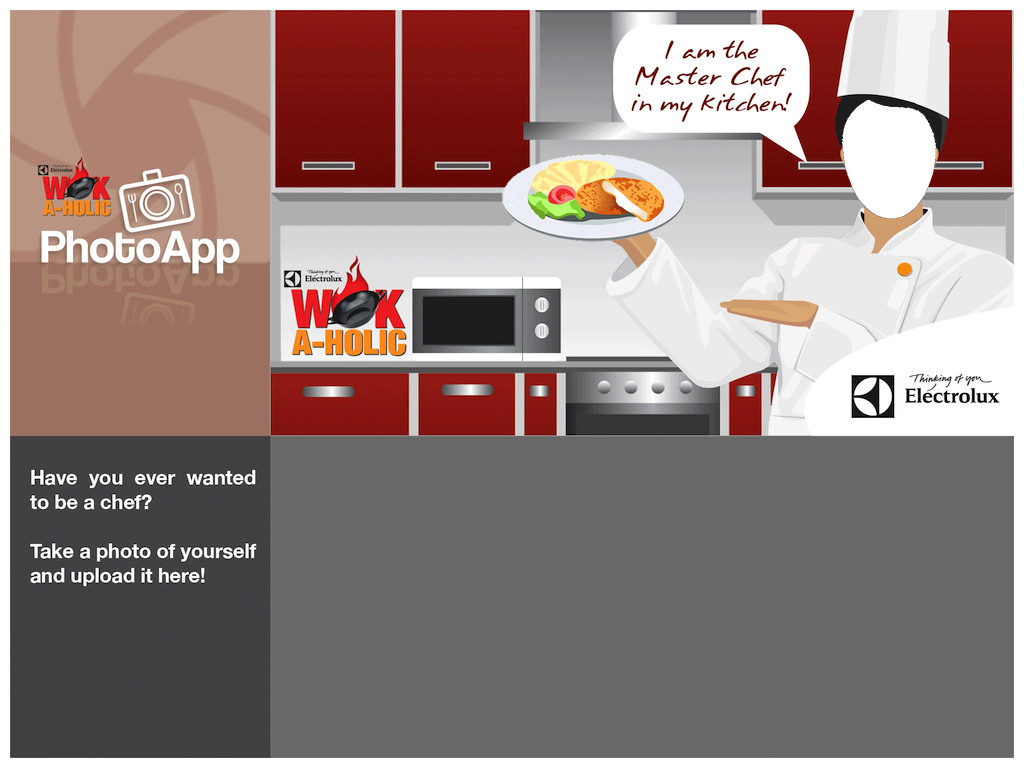 Thinking of you
Electrolux
WOK
A-HOLIC
PhotoApp
I am the
Master Chef
in my Kitchen!
Thinking of you
Electrolux
WOK
A-HOLIC
Thinking of you
Electrolux
Have you ever wanted
to be a chef?
Take a photo of yourself
and upload it here!